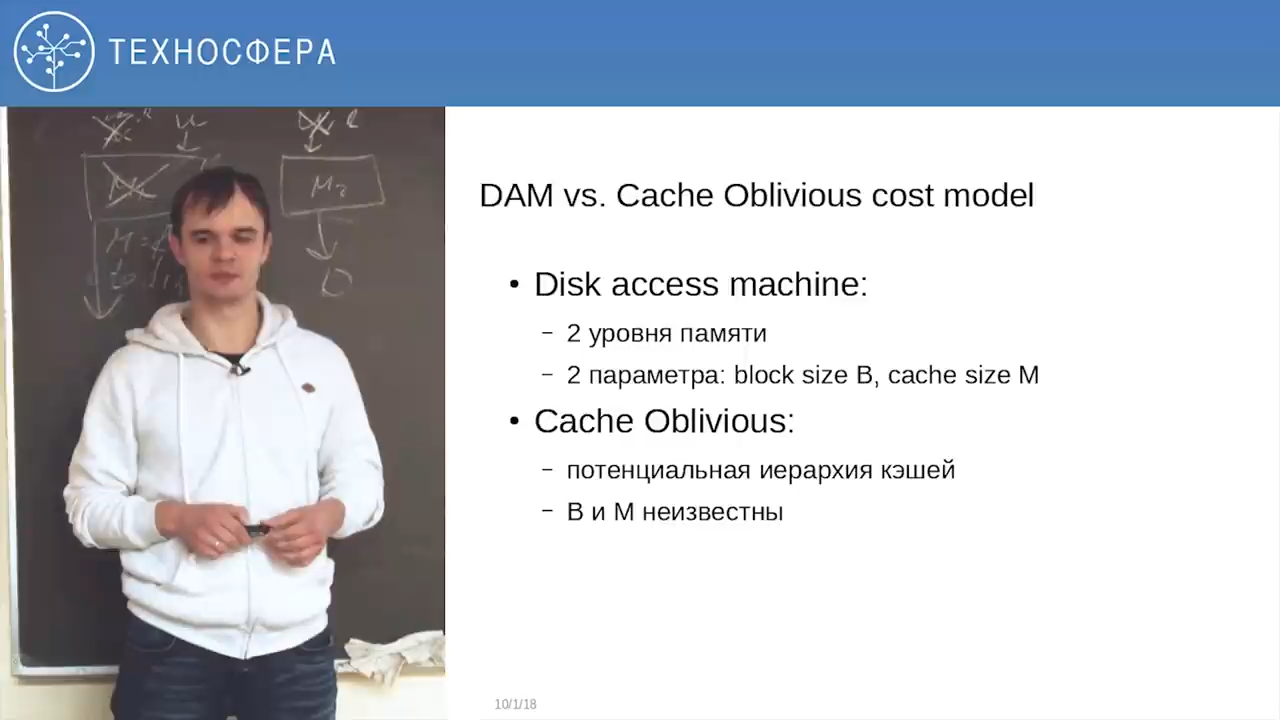 ТЕХНОСФЕРА
M₂
D
DAM vs. Cache Oblivious cost model
• Disk access machine:
– 2 уровня памяти
– 2 параметра: block size B, cache size M
• Cache Oblivious:
– потенциальная иерархия кэшей
– B и M неизвестны
10/1/18